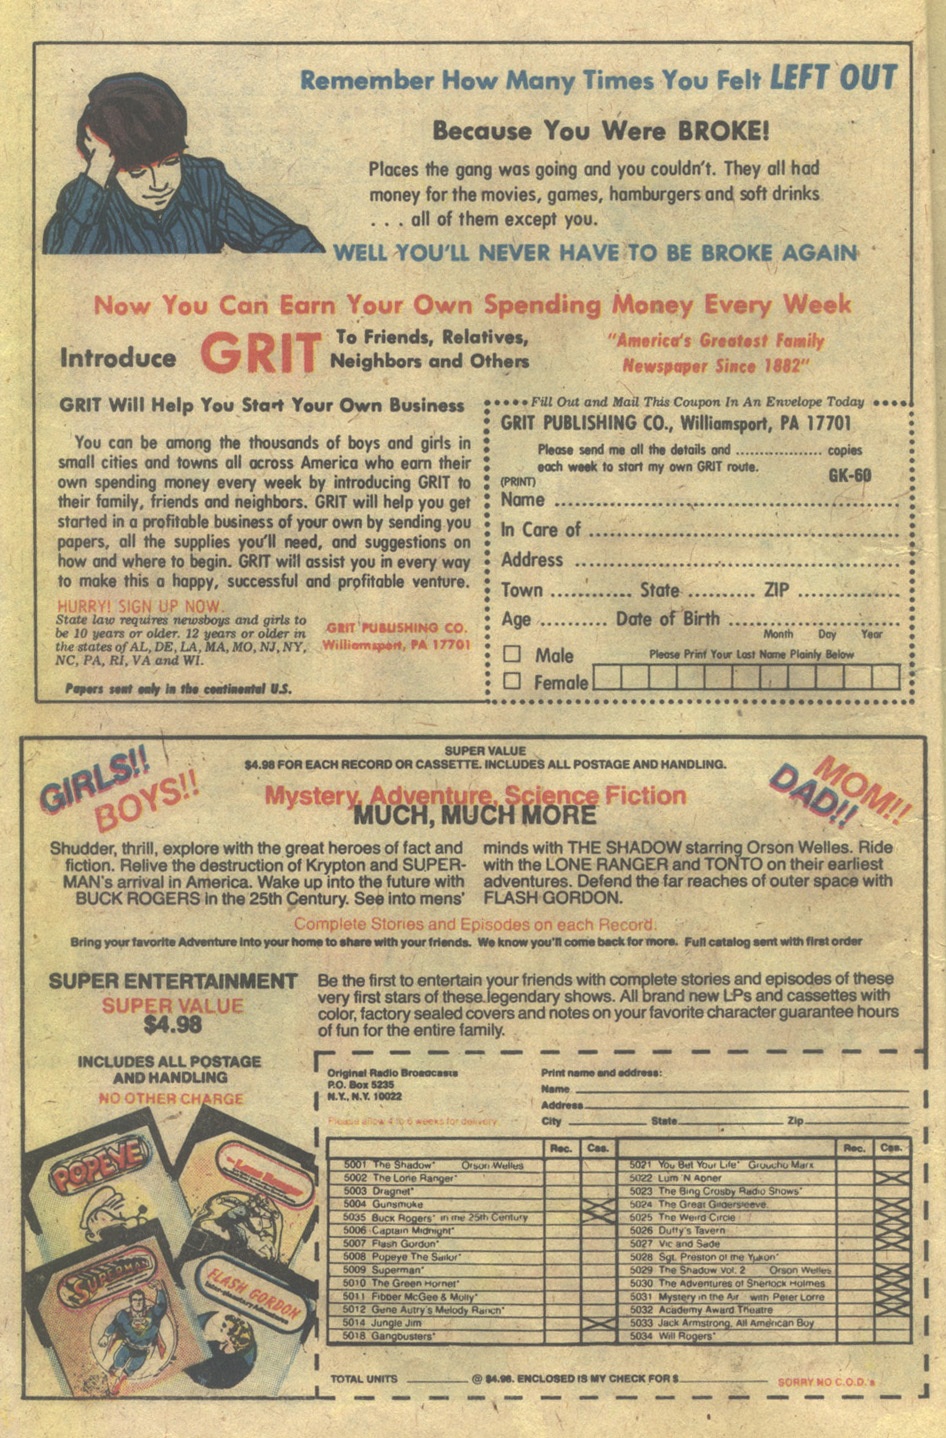 Remember How Many Times You Felt LEFT OUT
Because You Were BROKE!
Places the gang was going and you couldn't. They all had
money for the movies, games, hamburgers and soft drinks
. . . all of them except you.
WELL YOU'LL NEVER HAVE TO BE BROKE AGAIN
Now You Can Earn Your Own Spending Money Every Week
Introduce GRIT To Friends, Relatives,
Neighbors and Others
"America's Greatest Family
Newspaper Since 1882"
GRIT Will Help You Start Your Own Business
You can be among the thousands of boys and girls in
small cities and towns all across America who earn their
own spending money every week by introducing GRIT to
their family, friends and neighbors. GRIT will help you get
started in a profitable business of your own by sending you
papers, all the supplies you'll need, and suggestions on
how and where to begin. GRIT will assist you in every way
to make this a happy, successful and profitable venture.
HURRY! SIGN UP NOW.
State law requires newsboys and girls to
be 10 years or older. 12 years or older in
the states of AL, DE, LA, MA, MO, NJ, NY,
NC, PA, RI, VA and WI.
Papers sent only in the continental U.S.
GRIT PUBLISHING CO.
Williamsport, PA 17701
Fill Out and Mail This Coupon In An Envelope Today
GRIT PUBLISHING CO., Williamsport, PA 17701
Please send me all the details and .................. copies
each week to start my own GRIT route.
GK-60
(PRINT)
Name
In Care of
Address
Town ............ State .......... ZIP
Age .......... Date of Birth
Month Day Year
Male
Please Print Your Last Name Plainly Below
Female
GIRLS!!
BOYS!!
SUPER VALUE
$4.98 FOR EACH RECORD OR CASSETTE. INCLUDES ALL POSTAGE AND HANDLING.
MOM!!
DAD!!
Mystery, Adventure, Science Fiction
MUCH, MUCH MORE
Shudder, thrill, explore with the great heroes of fact and
fiction. Relive the destruction of Krypton and SUPER-
MAN's arrival in America. Wake up into the future with
BUCK ROGERS in the 25th Century. See into mens'
minds with THE SHADOW starring Orson Welles. Ride
with the LONE RANGER and TONTO on their earliest
adventures. Defend the far reaches of outer space with
FLASH GORDON.
Complete Stories and Episodes on each Record.
Bring your favorite Adventure into your home to share with your friends. We know you'll come back for more. Full catalog sent with first order
SUPER ENTERTAINMENT
SUPER VALUE
$4.98
INCLUDES ALL POSTAGE
AND HANDLING
NO OTHER CHARGE
Be the first to entertain your friends with complete stories and episodes of these
very first stars of these legendary shows. All brand new LPs and cassettes with
color, factory sealed covers and notes on your favorite character guarantee hours
of fun for the entire family.
POPEYE
The Lone Ranger
SUPERMAN
FLASH GORDON
Original Radio Broadcasts
P.O. Box 5235
N.Y., N.Y. 10022
Please allow 4 to 6 weeks for delivery
Print name and address:
Name
Address
City State Zip
Rec. Cas.
5001 The Shadow* Orson Welles
5002 The Lone Ranger*
5003 Dragnet*
5004 Gunsmoke
5035 Buck Rogers* in the 25th Century
5006 Captain Midnight*
5007 Flash Gordon*
5008 Popeye The Sailor*
5009 Superman*
5010 The Green Hornet*
5011 Fibber McGee & Molly*
5012 Gene Autry's Melody Ranch*
5014 Jungle Jim
5018 Gangbusters*
Rec. Cas.
5021 You Bet Your Life* Groucho Marx
5022 Lum 'N Abner
5023 The Bing Crosby Radio Shows*
5024 The Great Gildersleeve
5025 The Weird Circle
5026 Duffy's Tavern
5027 Vic and Sade
5028 Sgt. Preston of the Yukon*
5029 The Shadow Vol. 2 Orson Welles
5030 The Adventures of Sherlock Holmes
5031 Mystery in the Air with Peter Lorre
5032 Academy Award Theatre
5033 Jack Armstrong, All American Boy
5034 Will Rogers*
TOTAL UNITS ________ @ $4.98. ENCLOSED IS MY CHECK FOR $________
SORRY NO C.O.D.'s